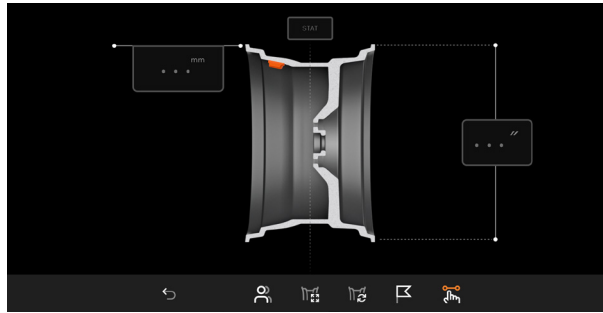 STAT
mm
. . .
. . . "